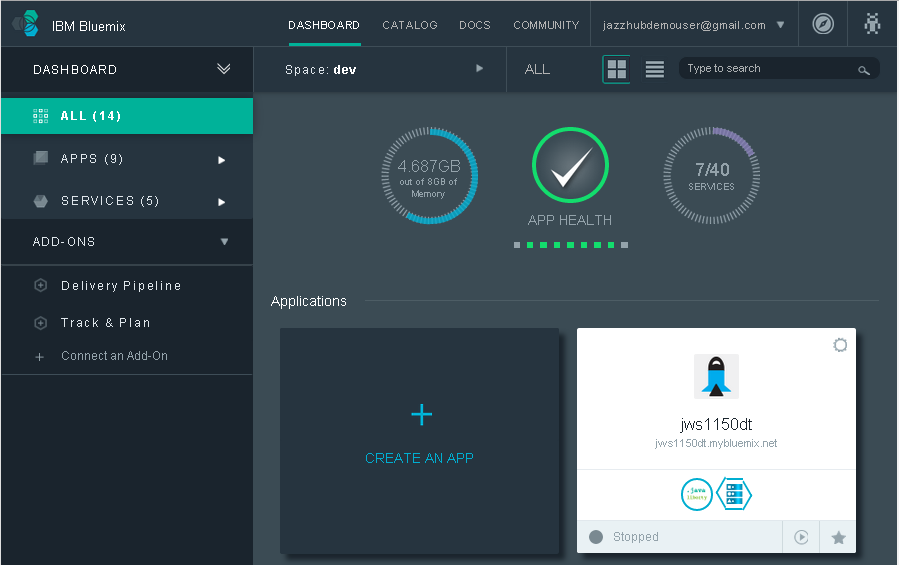 IBM Bluemix
DASHBOARD
CATALOG
DOCS
COMMUNITY
jazzhubdemouser@gmail.com
DASHBOARD
Space: dev
ALL
Type to search
ALL (14)
APPS (9)
SERVICES (5)
ADD-ONS
Delivery Pipeline
Track & Plan
Connect an Add-On
4.687GB
out of 8GB of
Memory
APP HEALTH
7/40
SERVICES
Applications
CREATE AN APP
jws1150dt
jws1150dt.mybluemix.net
.java
library
Stopped